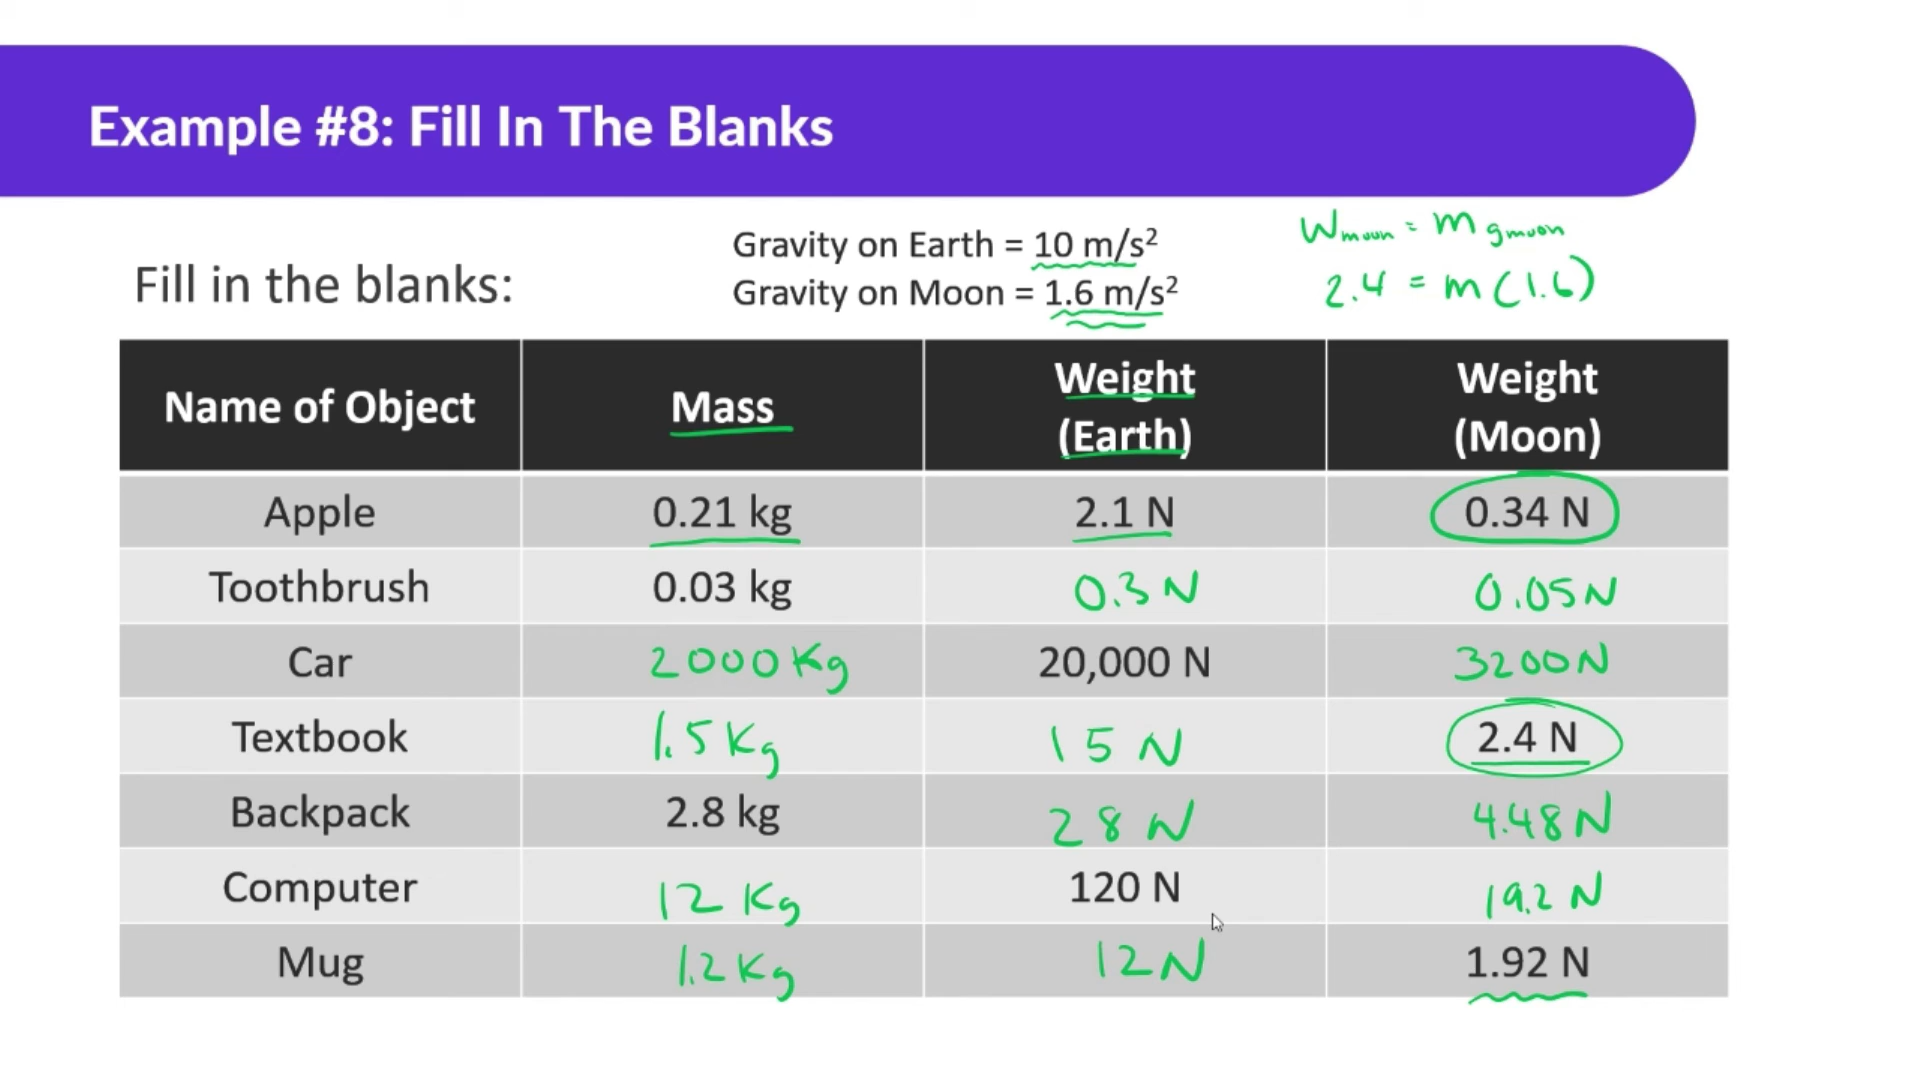 Example #8: Fill In The Blanks
Fill in the blanks:
Gravity on Earth = 10 m/s²
Gravity on Moon = 1.6 m/s²
Wmoon = m gmoon
2.4 = m (1.6)
Name of Object Mass Weight (Earth) Weight (Moon)
Apple 0.21 kg 2.1 N 0.34 N
Toothbrush 0.03 kg 0.3 N 0.05 N
Car 2000 Kg 20,000 N 3200 N
Textbook 1.5 Kg 15 N 2.4 N
Backpack 2.8 kg 28 N 4.48 N
Computer 12 Kg 120 N 19.2 N
Mug 1.2 Kg 12 N 1.92 N